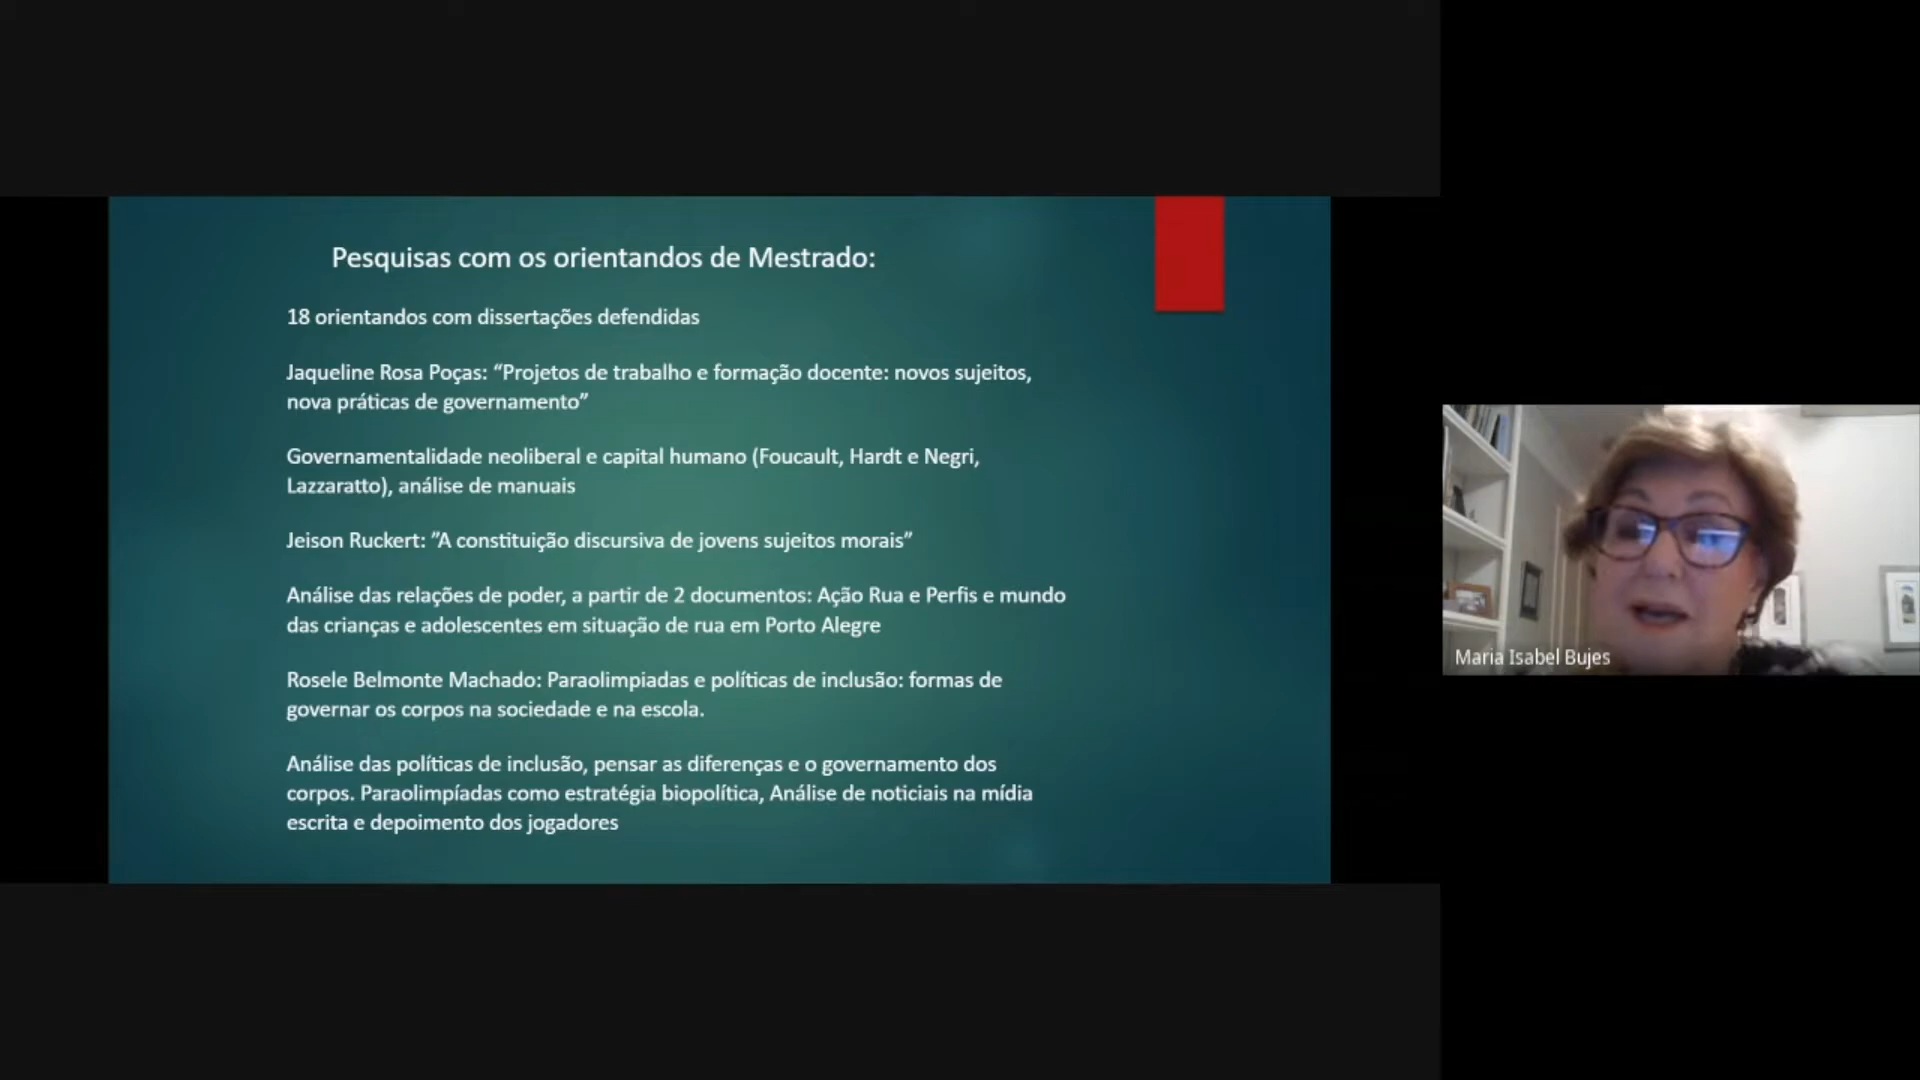 Pesquisas com os orientandos de Mestrado:
18 orientandos com dissertações defendidas
Jaqueline Rosa Poças: “Projetos de trabalho e formação docente: novos sujeitos,
nova práticas de governamento”
Governamentalidade neoliberal e capital humano (Foucault, Hardt e Negri,
Lazzaratto), análise de manuais
Jeison Ruckert: ”A constituição discursiva de jovens sujeitos morais”
Análise das relações de poder, a partir de 2 documentos: Ação Rua e Perfis e mundo
das crianças e adolescentes em situação de rua em Porto Alegre
Rosele Belmonte Machado: Paraolimpiadas e políticas de inclusão: formas de
governar os corpos na sociedade e na escola.
Análise das políticas de inclusão, pensar as diferenças e o governamento dos
corpos. Paraolimpíadas como estratégia biopolítica, Análise de noticiais na mídia
escrita e depoimento dos jogadores
Maria Isabel Bujes